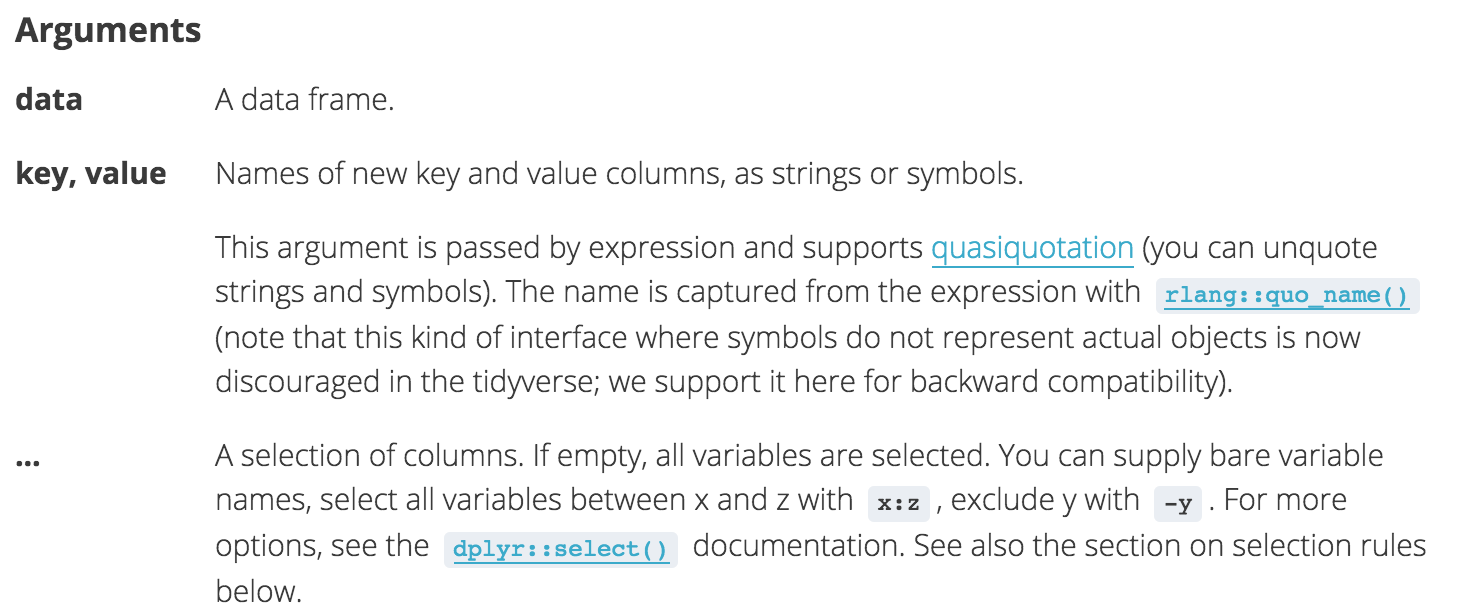 Arguments
data A data frame.
key, value Names of new key and value columns, as strings or symbols.
This argument is passed by expression and supports quasiquotation (you can unquote
strings and symbols). The name is captured from the expression with rlang::quo_name()
(note that this kind of interface where symbols do not represent actual objects is now
discouraged in the tidyverse; we support it here for backward compatibility).
... A selection of columns. If empty, all variables are selected. You can supply bare variable
names, select all variables between x and z with x:z , exclude y with -y . For more
options, see the dplyr::select() documentation. See also the section on selection rules
below.